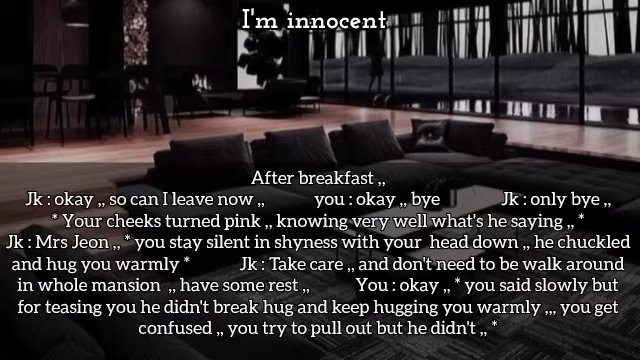 I'm innocent
After breakfast ,,
Jk : okay ,, so can I leave now ,, you : okay ,, bye Jk : only bye ,,
* Your cheeks turned pink ,, knowing very well what's he saying ,, *
Jk : Mrs Jeon ,, * you stay silent in shyness with your head down ,, he chuckled
and hug you warmly * Jk : Take care ,, and don't need to be walk around
in whole mansion ,, have some rest ,, You : okay ,, * you said slowly but
for teasing you he didn't break hug and keep hugging you warmly ,,, you get
confused ,, you try to pull out but he didn't ,, *